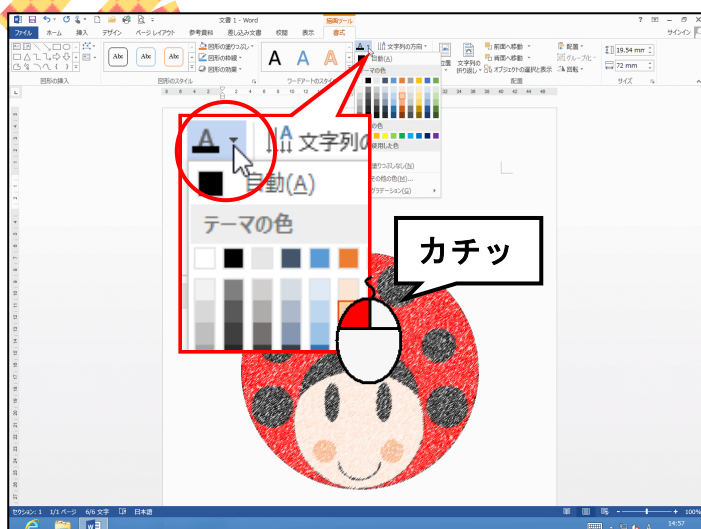 文書 1 - Word
描画ツール
サインイン
ファイル ホーム 挿入 デザイン ページ レイアウト 参考資料 差し込み文書 校閲 表示 書式
図形の塗りつぶし
図形の枠線
図形の効果
Abc Abc Abc
A A A
文字列の方向
自動(A)
テーマの色
前面へ移動
背面へ移動
オブジェクトの選択と表示
文字列の
折り返し
配置
グループ化
回転
19.54 mm
72 mm
図形の挿入
図形のスタイル
ワードアートのスタイル
配置
サイズ
使用した色
塗りつぶしなし(N)
その他の色(M)...
グラデーション(G)
A
文字列の
自動(A)
テーマの色
カチッ
セクション: 1 1/1 ページ 6/6 文字 日本語
100%
14:57